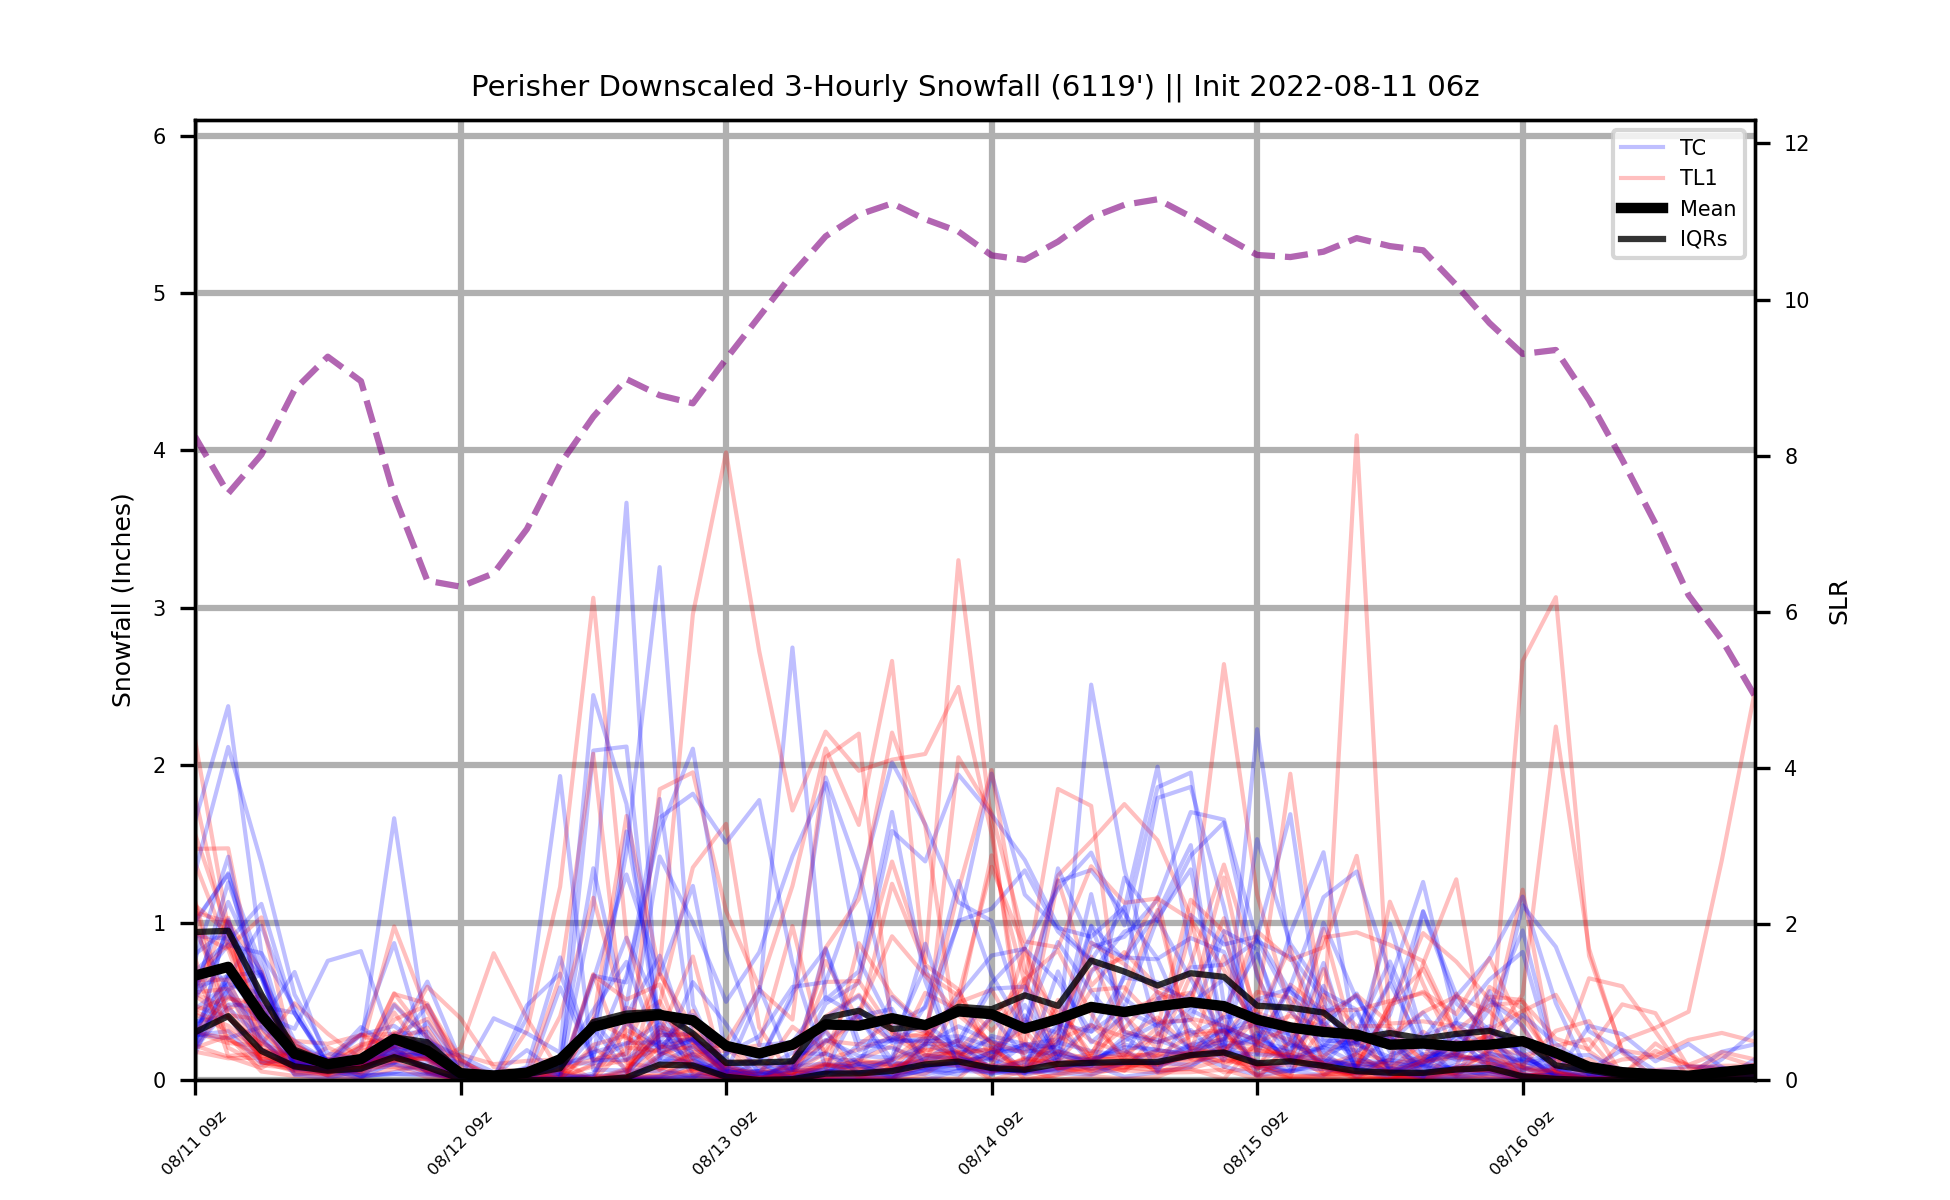 Perisher Downscaled 3-Hourly Snowfall (6119') || Init 2022-08-11 06z
TC
TL1
Mean
IQRs
Snowfall (Inches)
6
5
4
3
2
1
0
SLR
12
10
8
6
4
2
0
08/11 09z
08/12 09z
08/13 09z
08/14 09z
08/15 09z
08/16 09z